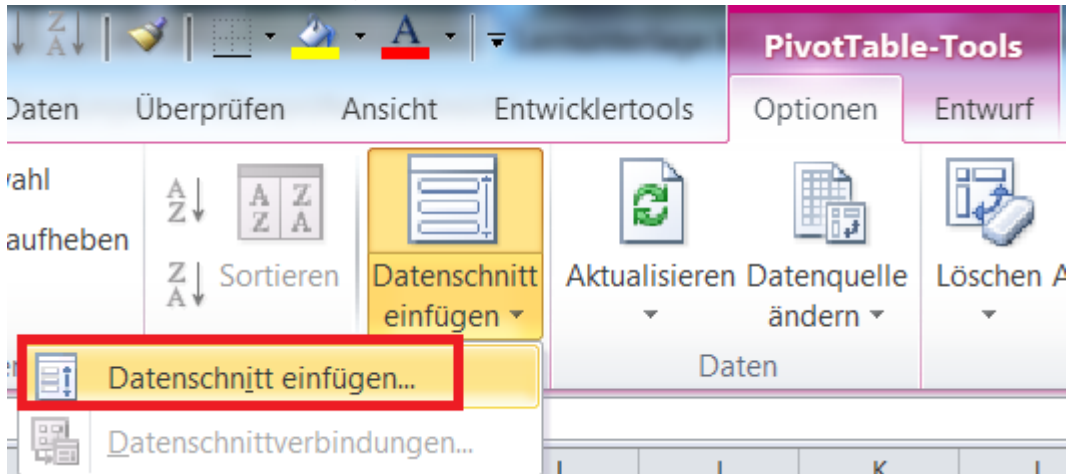 PivotTable-Tools
Daten Überprüfen Ansicht Entwicklertools Optionen Entwurf
aufheben
Sortieren
Datenschnitt einfügen
Aktualisieren
Datenquelle ändern
Löschen
Daten
Datenschnitt einfügen...
Datenschnittverbindungen...
K